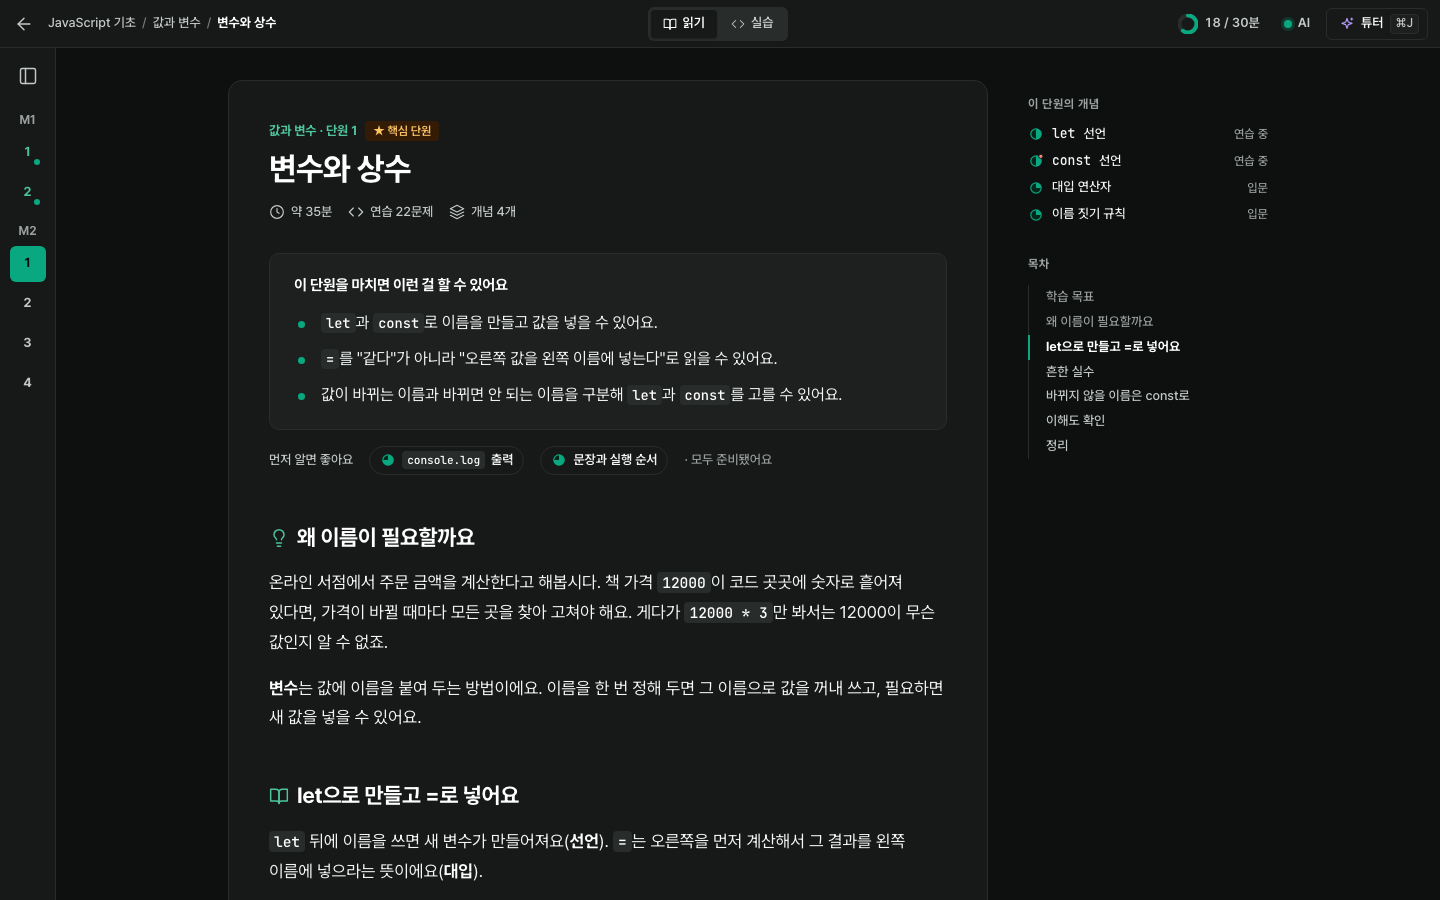 JavaScript 기초 / 값과 변수 / 변수와 상수
읽기
실습
18 / 30분
AI
튜터 ⌘J
M1
1
2
M2
1
2
3
4
값과 변수 · 단원 1 ★ 핵심 단원
변수와 상수
약 35분 연습 22문제 개념 4개
이 단원을 마치면 이런 걸 할 수 있어요
let과 const로 이름을 만들고 값을 넣을 수 있어요.
=를 "같다"가 아니라 "오른쪽 값을 왼쪽 이름에 넣는다"로 읽을 수 있어요.
값이 바뀌는 이름과 바뀌면 안 되는 이름을 구분해 let과 const를 고를 수 있어요.
먼저 알면 좋아요 console.log 출력 문장과 실행 순서 · 모두 준비됐어요
왜 이름이 필요할까요
온라인 서점에서 주문 금액을 계산한다고 해봅시다. 책 가격 12000이 코드 곳곳에 숫자로 흩어져
있다면, 가격이 바뀔 때마다 모든 곳을 찾아 고쳐야 해요. 게다가 12000 * 3만 봐서는 12000이 무슨
값인지 알 수 없죠.
변수는 값에 이름을 붙여 두는 방법이에요. 이름을 한 번 정해 두면 그 이름으로 값을 꺼내 쓰고, 필요하면
새 값을 넣을 수 있어요.
let으로 만들고 =로 넣어요
let 뒤에 이름을 쓰면 새 변수가 만들어져요(선언). =는 오른쪽을 먼저 계산해서 그 결과를 왼쪽
이름에 넣으라는 뜻이에요(대입).
이 단원의 개념
let 선언 연습 중
const 선언 연습 중
대입 연산자 입문
이름 짓기 규칙 입문
목차
학습 목표
왜 이름이 필요할까요
let으로 만들고 =로 넣어요
흔한 실수
바뀌지 않을 이름은 const로
이해도 확인
정리